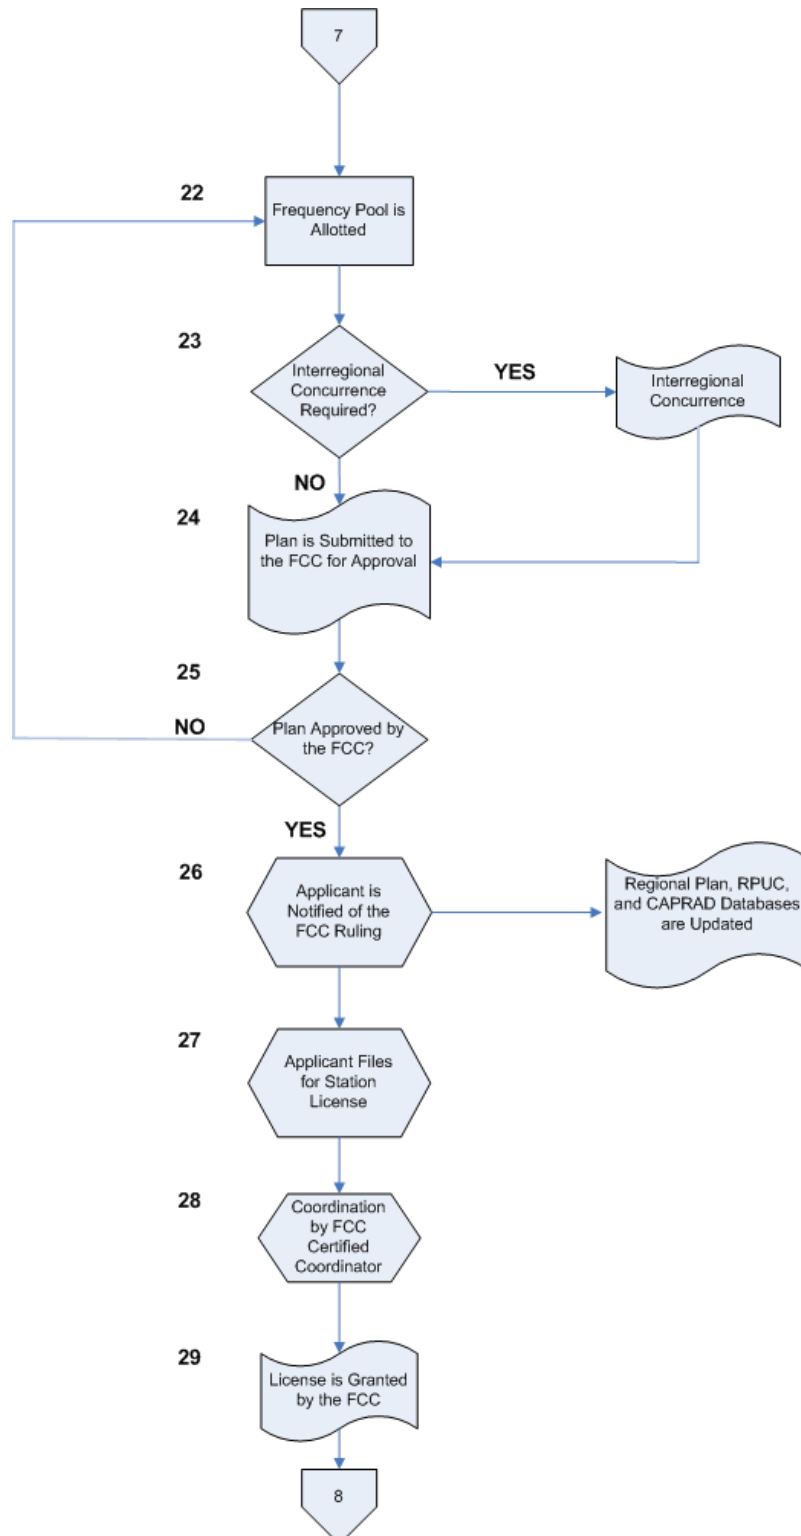 7
22
Frequency Pool is
Allotted
23
Interregional
Concurrence
Required?
YES
Interregional
Concurrence
NO
24
Plan is Submitted to
the FCC for Approval
25
NO
Plan Approved by
the FCC?
YES
26
Applicant is
Notified of the
FCC Ruling
Regional Plan, RPUC,
and CAPRAD Databases
are Updated
27
Applicant Files
for Station
License
28
Coordination
by FCC
Certified
Coordinator
29
License is Granted
by the FCC
8